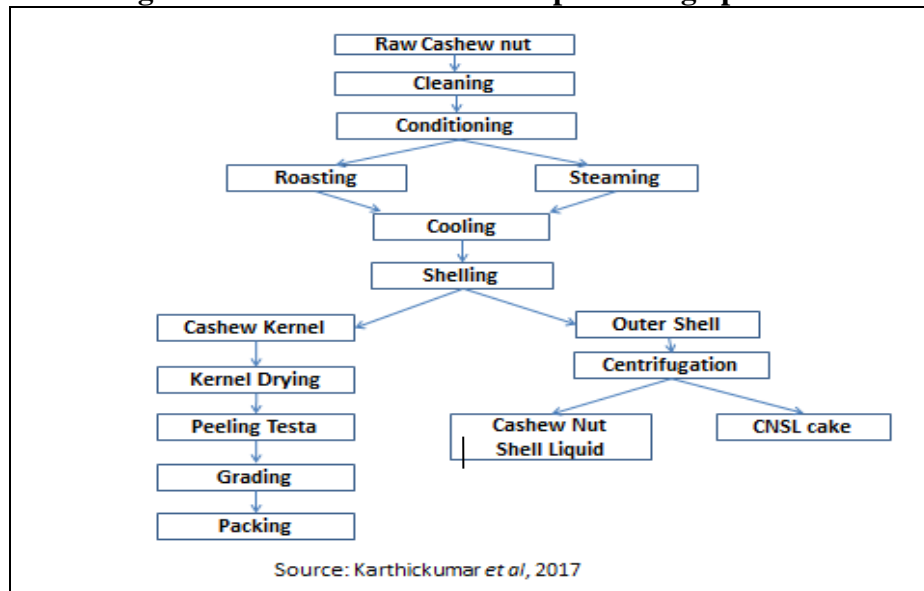 Raw Cashew nut
Cleaning
Conditioning
Roasting
Steaming
Cooling
Shelling
Cashew Kernel
Outer Shell
Kernel Drying
Centrifugation
Peeling Testa
Cashew Nut
Shell Liquid
CNSL cake
Grading
Packing
Source: Karthickumar et al, 2017